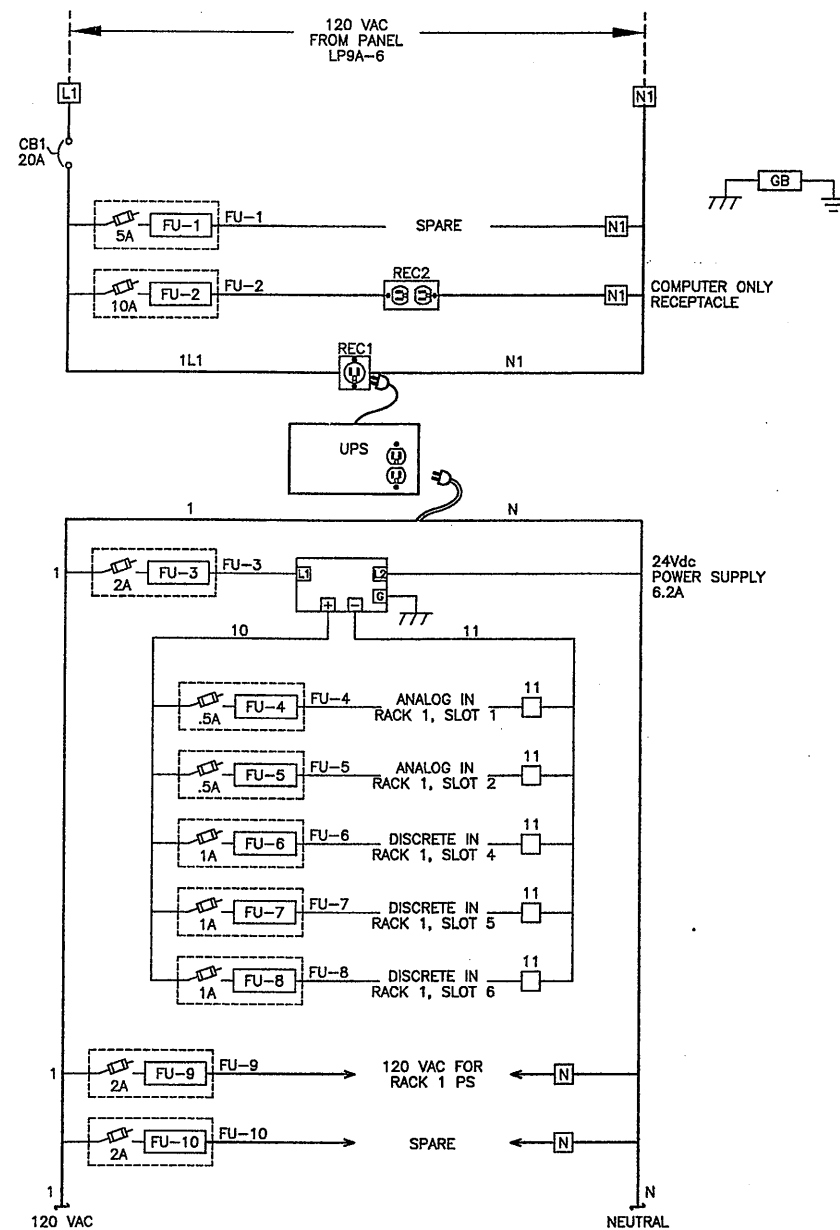 120 VAC
FROM PANEL
LP9A-6
L1
N1
CB1
20A
GB
FU-1
FU-1
5A
SPARE
N1
FU-2
FU-2
10A
REC2
N1
COMPUTER ONLY
RECEPTACLE
1L1
REC1
N1
UPS
1
N
1
FU-3
FU-3
2A
L1
L2
G
+
−
24Vdc
POWER SUPPLY
6.2A
10
11
FU-4
FU-4
.5A
ANALOG IN
RACK 1, SLOT 1
11
FU-5
FU-5
.5A
ANALOG IN
RACK 1, SLOT 2
11
FU-6
FU-6
1A
DISCRETE IN
RACK 1, SLOT 4
11
FU-7
FU-7
1A
DISCRETE IN
RACK 1, SLOT 5
11
FU-8
FU-8
1A
DISCRETE IN
RACK 1, SLOT 6
11
1
FU-9
FU-9
2A
120 VAC FOR
RACK 1 PS
N
FU-10
FU-10
2A
SPARE
N
1
N
120 VAC
NEUTRAL